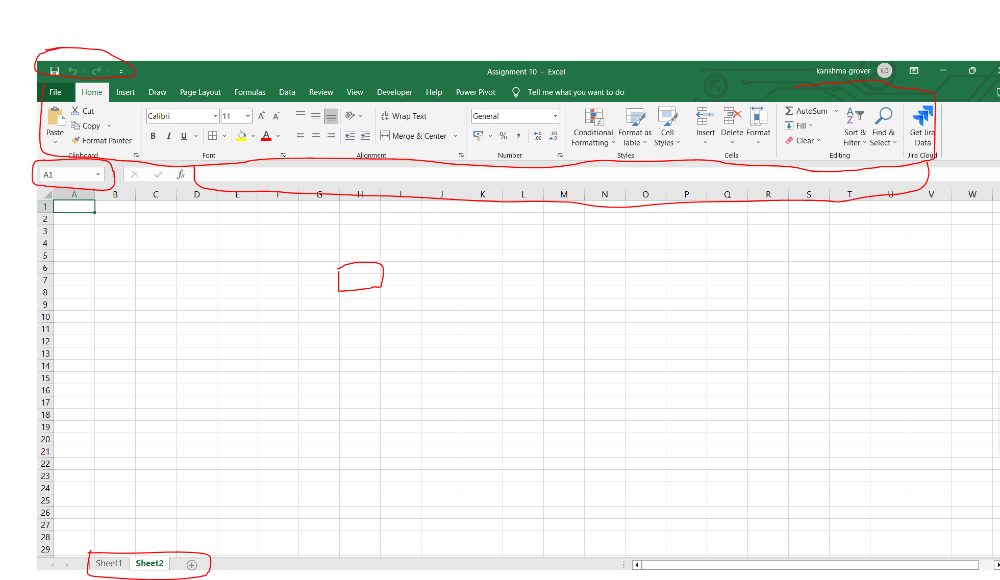 Assignment 10 - Excel
karishma grover KG
File Home Insert Draw Page Layout Formulas Data Review View Developer Help Power Pivot Tell me what you want to do
Paste
Cut
Copy
Format Painter
Clipboard
Calibri 11 A A
B I U A
Font
ab
c
Wrap Text
Merge & Center
Alignment
General
% , .0 .00 .00 .0
Number
Conditional
Formatting
Format as
Table
Cell
Styles
Styles
Insert
Delete
Format
Cells
Σ AutoSum
Fill
Clear
A
Z
Sort &
Filter
Find &
Select
Editing
Get Jira
Data
Jira Cloud
A1 fx
A B C D E F G H I J K L M N O P Q R S T U V W
1
2
3
4
5
6
7
8
9
10
11
12
13
14
15
16
17
18
19
20
21
22
23
24
25
26
27
28
29
Sheet1 Sheet2